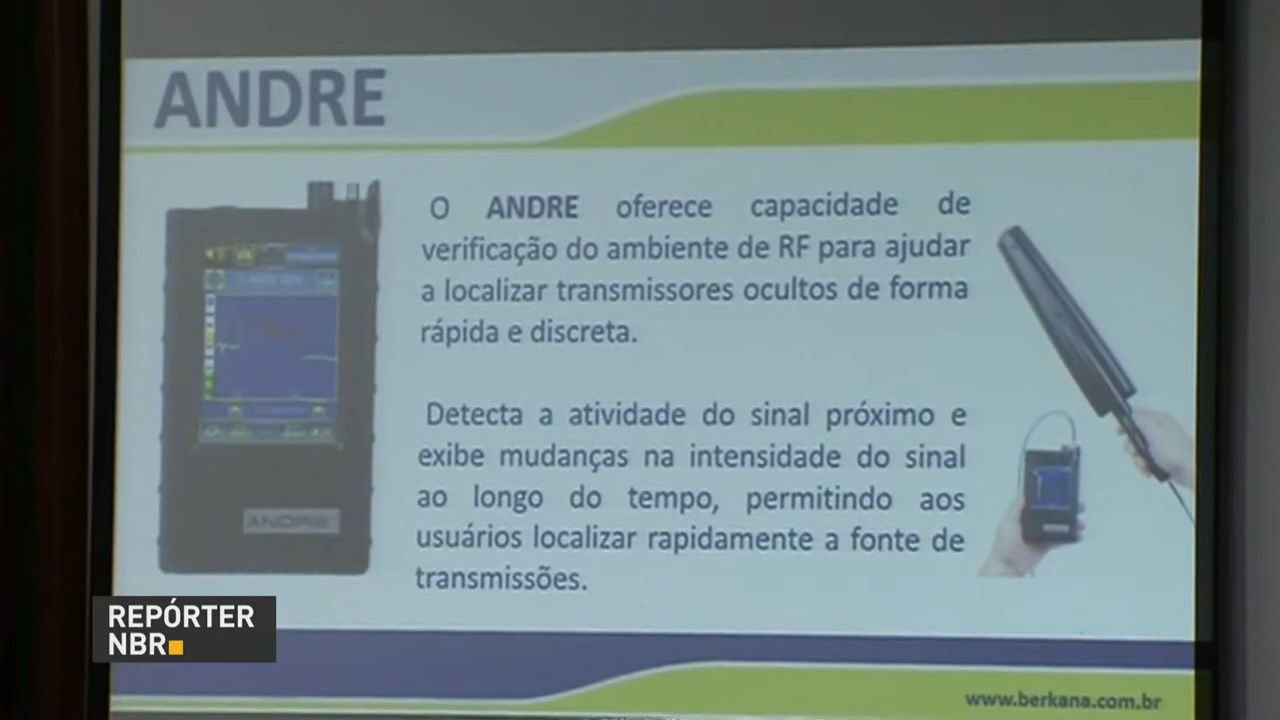 ANDRE
O ANDRE oferece capacidade de
verificação do ambiente de RF para ajudar
a localizar transmissores ocultos de forma
rápida e discreta.
Detecta a atividade do sinal próximo e
exibe mudanças na intensidade do sinal
ao longo do tempo, permitindo aos
usuários localizar rapidamente a fonte de
transmissões.
ANDRE
REPÓRTER
NBR
www.berkana.com.br